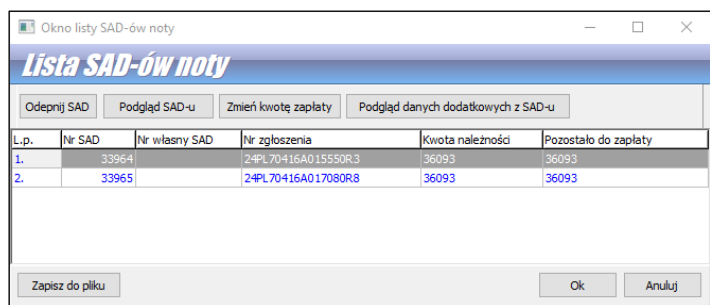 Okno listy SAD-ów noty
Lista SAD-ów noty
Odepnij SAD Podgląd SAD-u Zmień kwotę zapłaty Podgląd danych dodatkowych z SAD-u
L.p. Nr SAD Nr własny SAD Nr zgłoszenia Kwota należności Pozostało do zapłaty
1. 33964 24PL70416A015550R3 36093 36093
2. 33965 24PL70416A017080R8 36093 36093
Zapisz do pliku Ok Anuluj